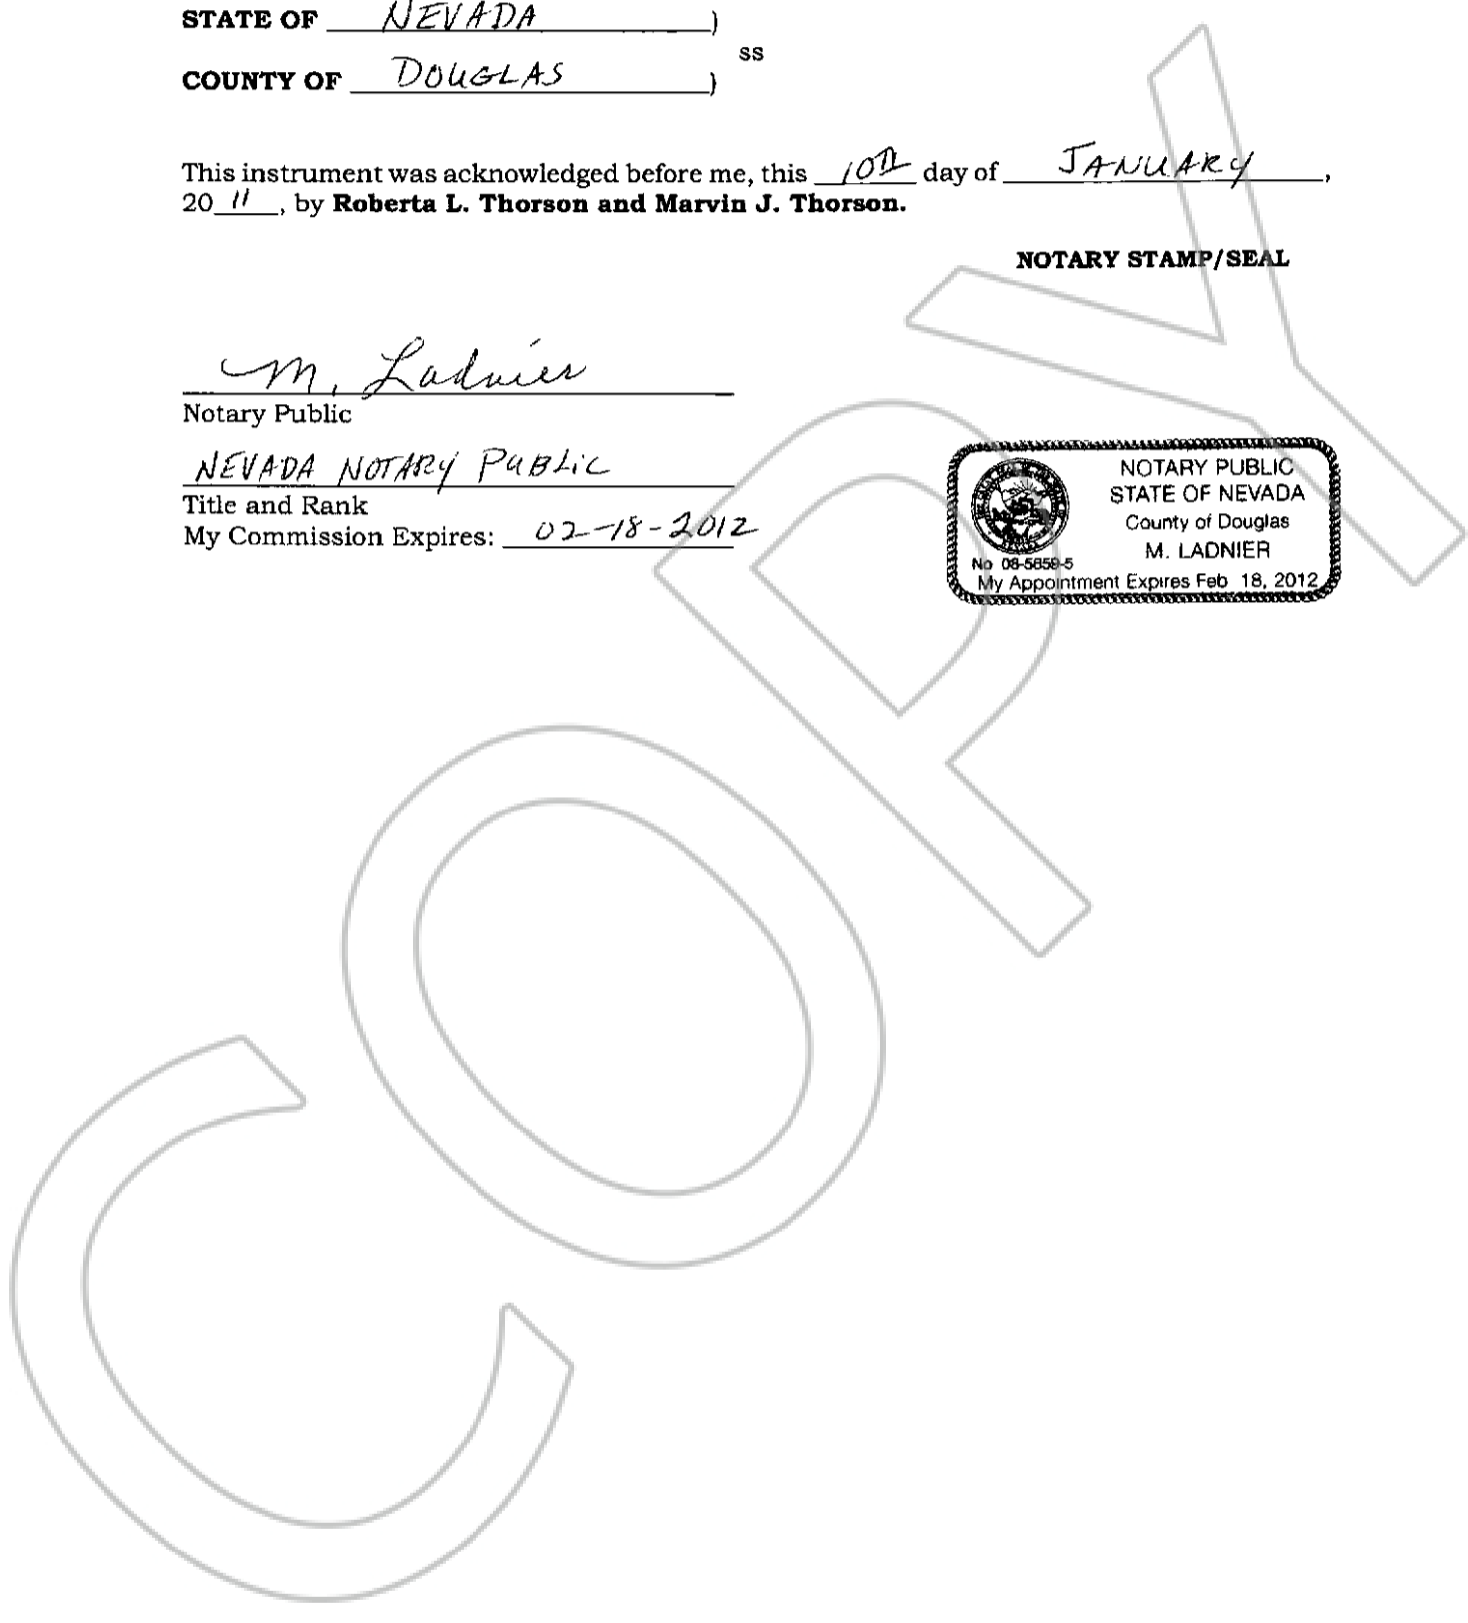 STATE OF NEVADA )
ss
COUNTY OF DOUGLAS )
This instrument was acknowledged before me, this 10th day of JANUARY,
20 11, by Roberta L. Thorson and Marvin J. Thorson.
NOTARY STAMP/SEAL
M. Ladnier
Notary Public
NEVADA NOTARY PUBLIC
Title and Rank
My Commission Expires: 02-18-2012
NOTARY PUBLIC
STATE OF NEVADA
County of Douglas
M. LADNIER
No 08-5659-5
My Appointment Expires Feb 18, 2012
COPY